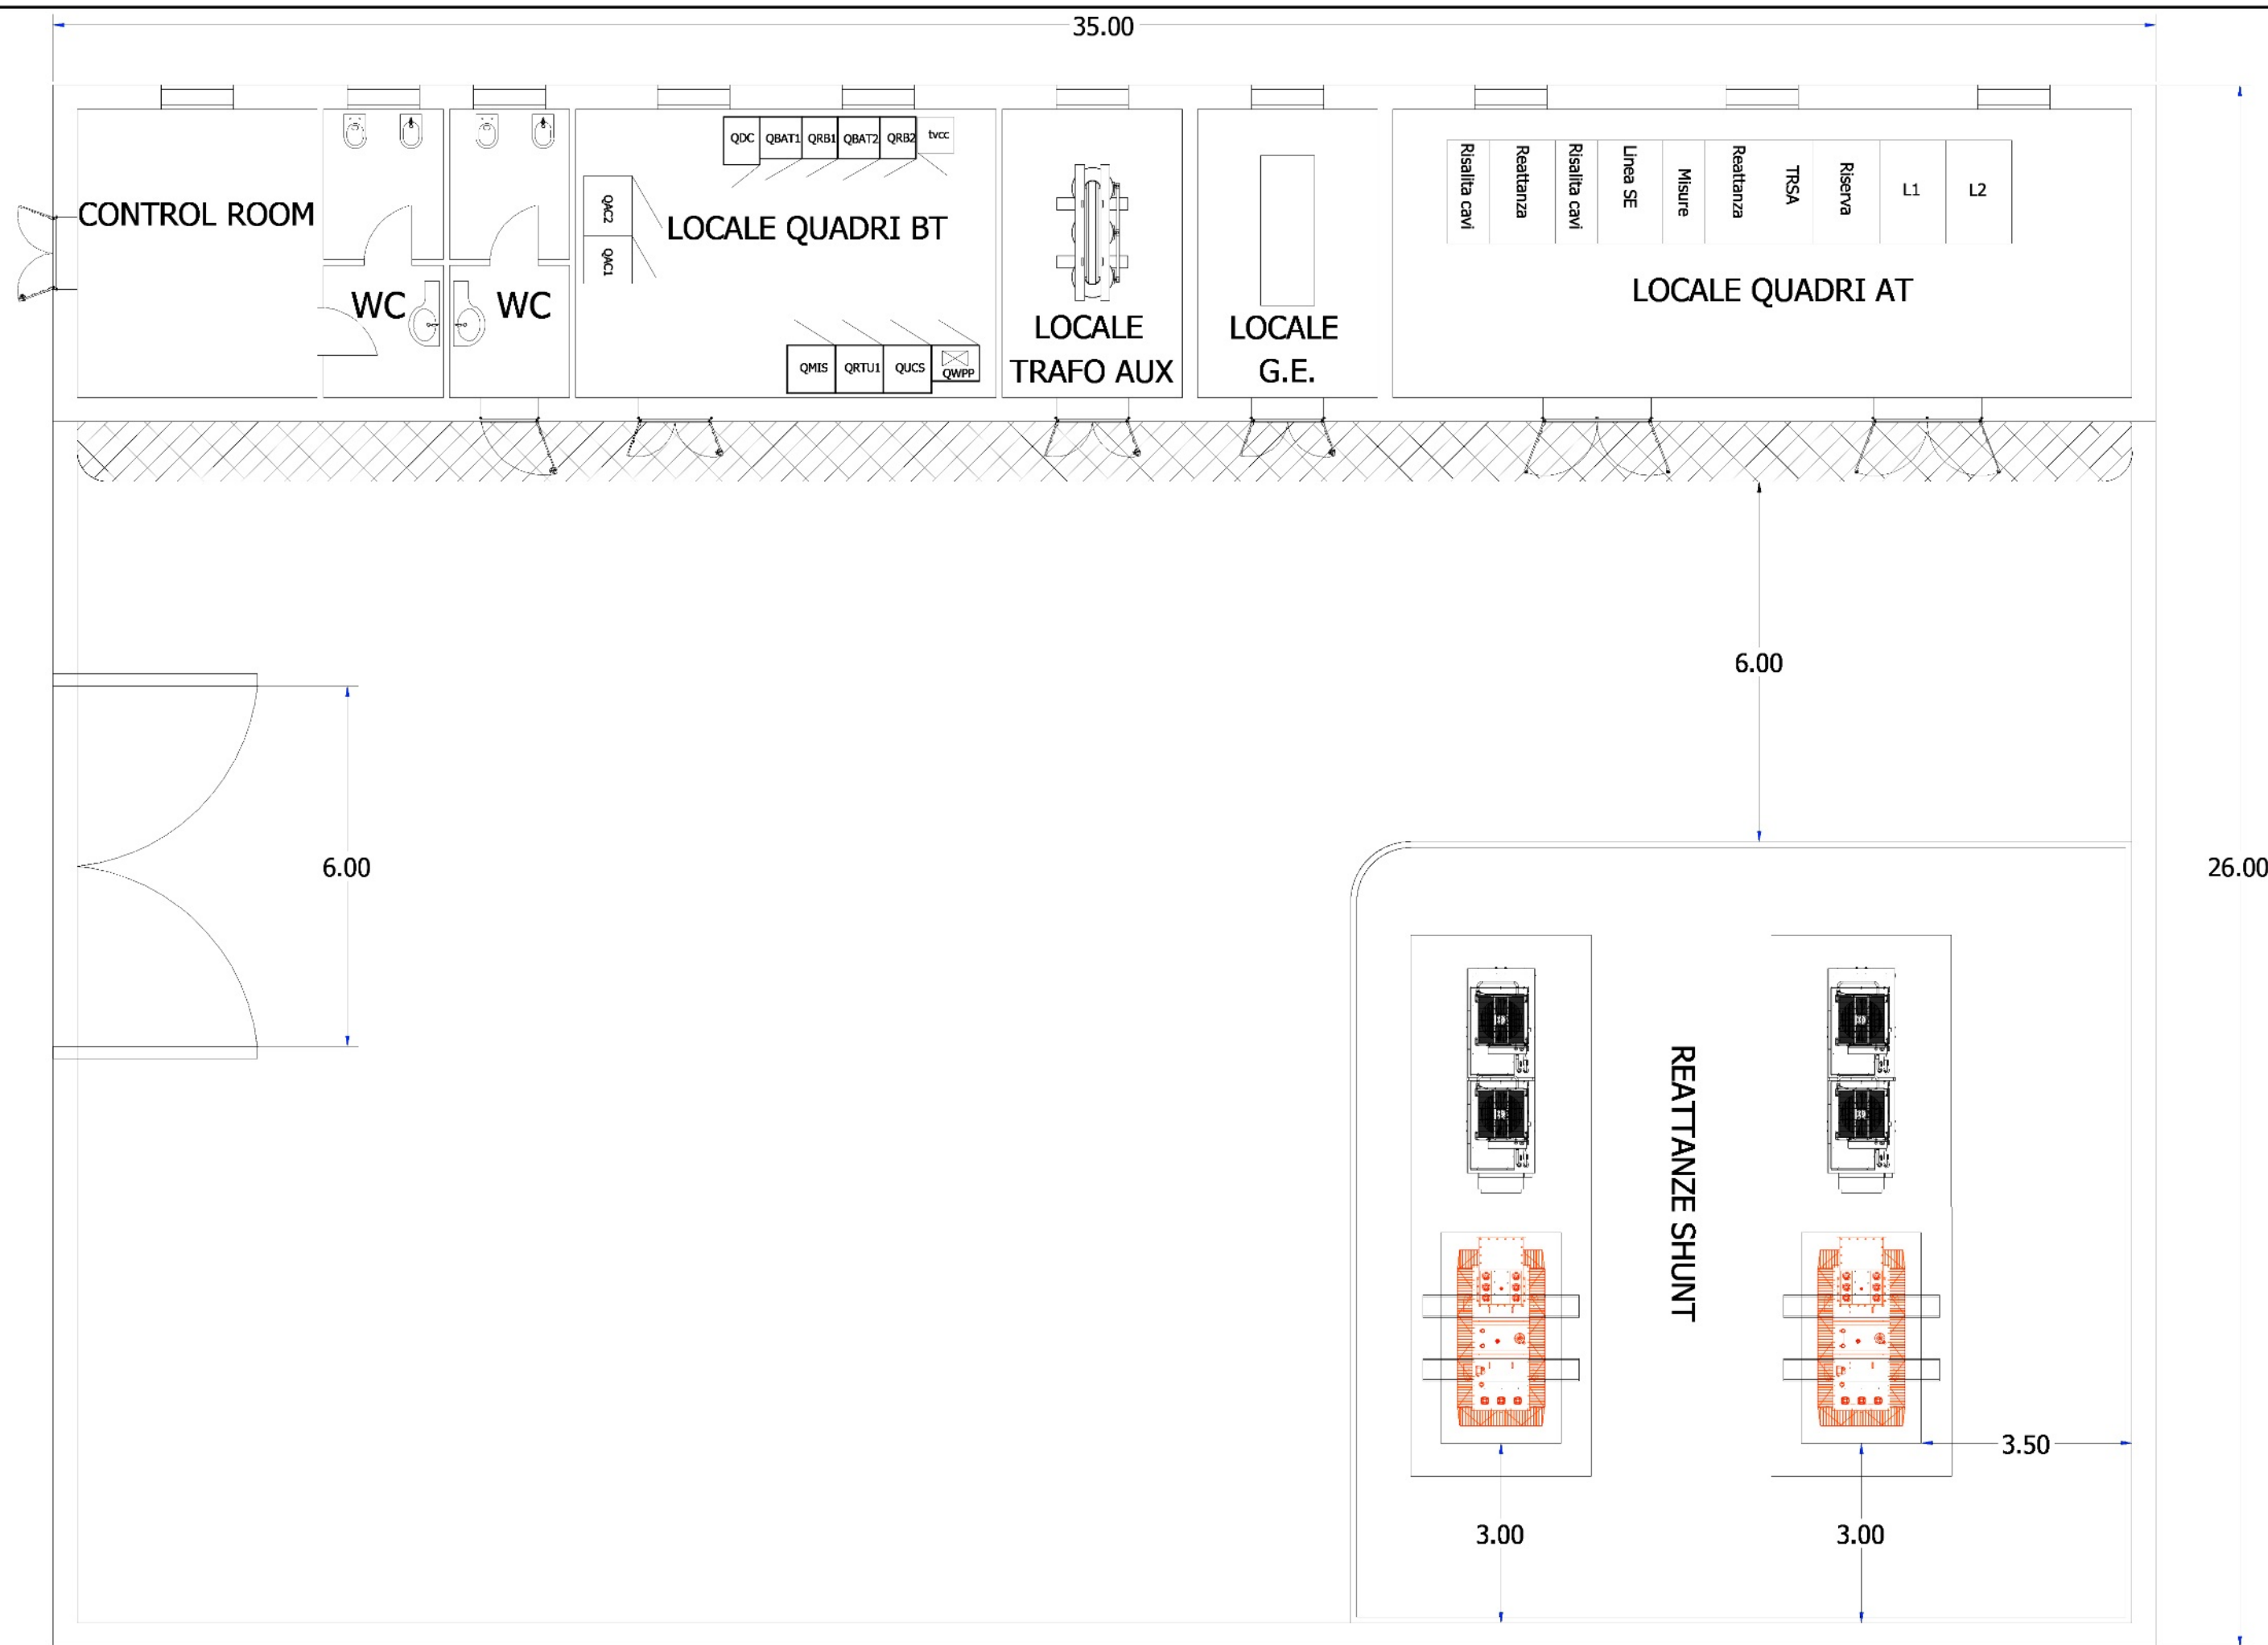 35.00
QDC QBAT1 QRB1 QBAT2 QRB2 tvcc
Risalita cavi
Reattanza
Risalita cavi
Linea SE
Misure
Reattanza
TRSA
Riserva
L1
L2
QAC2
QAC1
CONTROL ROOM
LOCALE QUADRI BT
LOCALE QUADRI AT
WC
WC
LOCALE
TRAFO AUX
LOCALE
G.E.
QMIS QRTU1 QUCS QWPP
6.00
6.00
26.00
REATTANZE SHUNT
3.50
3.00
3.00